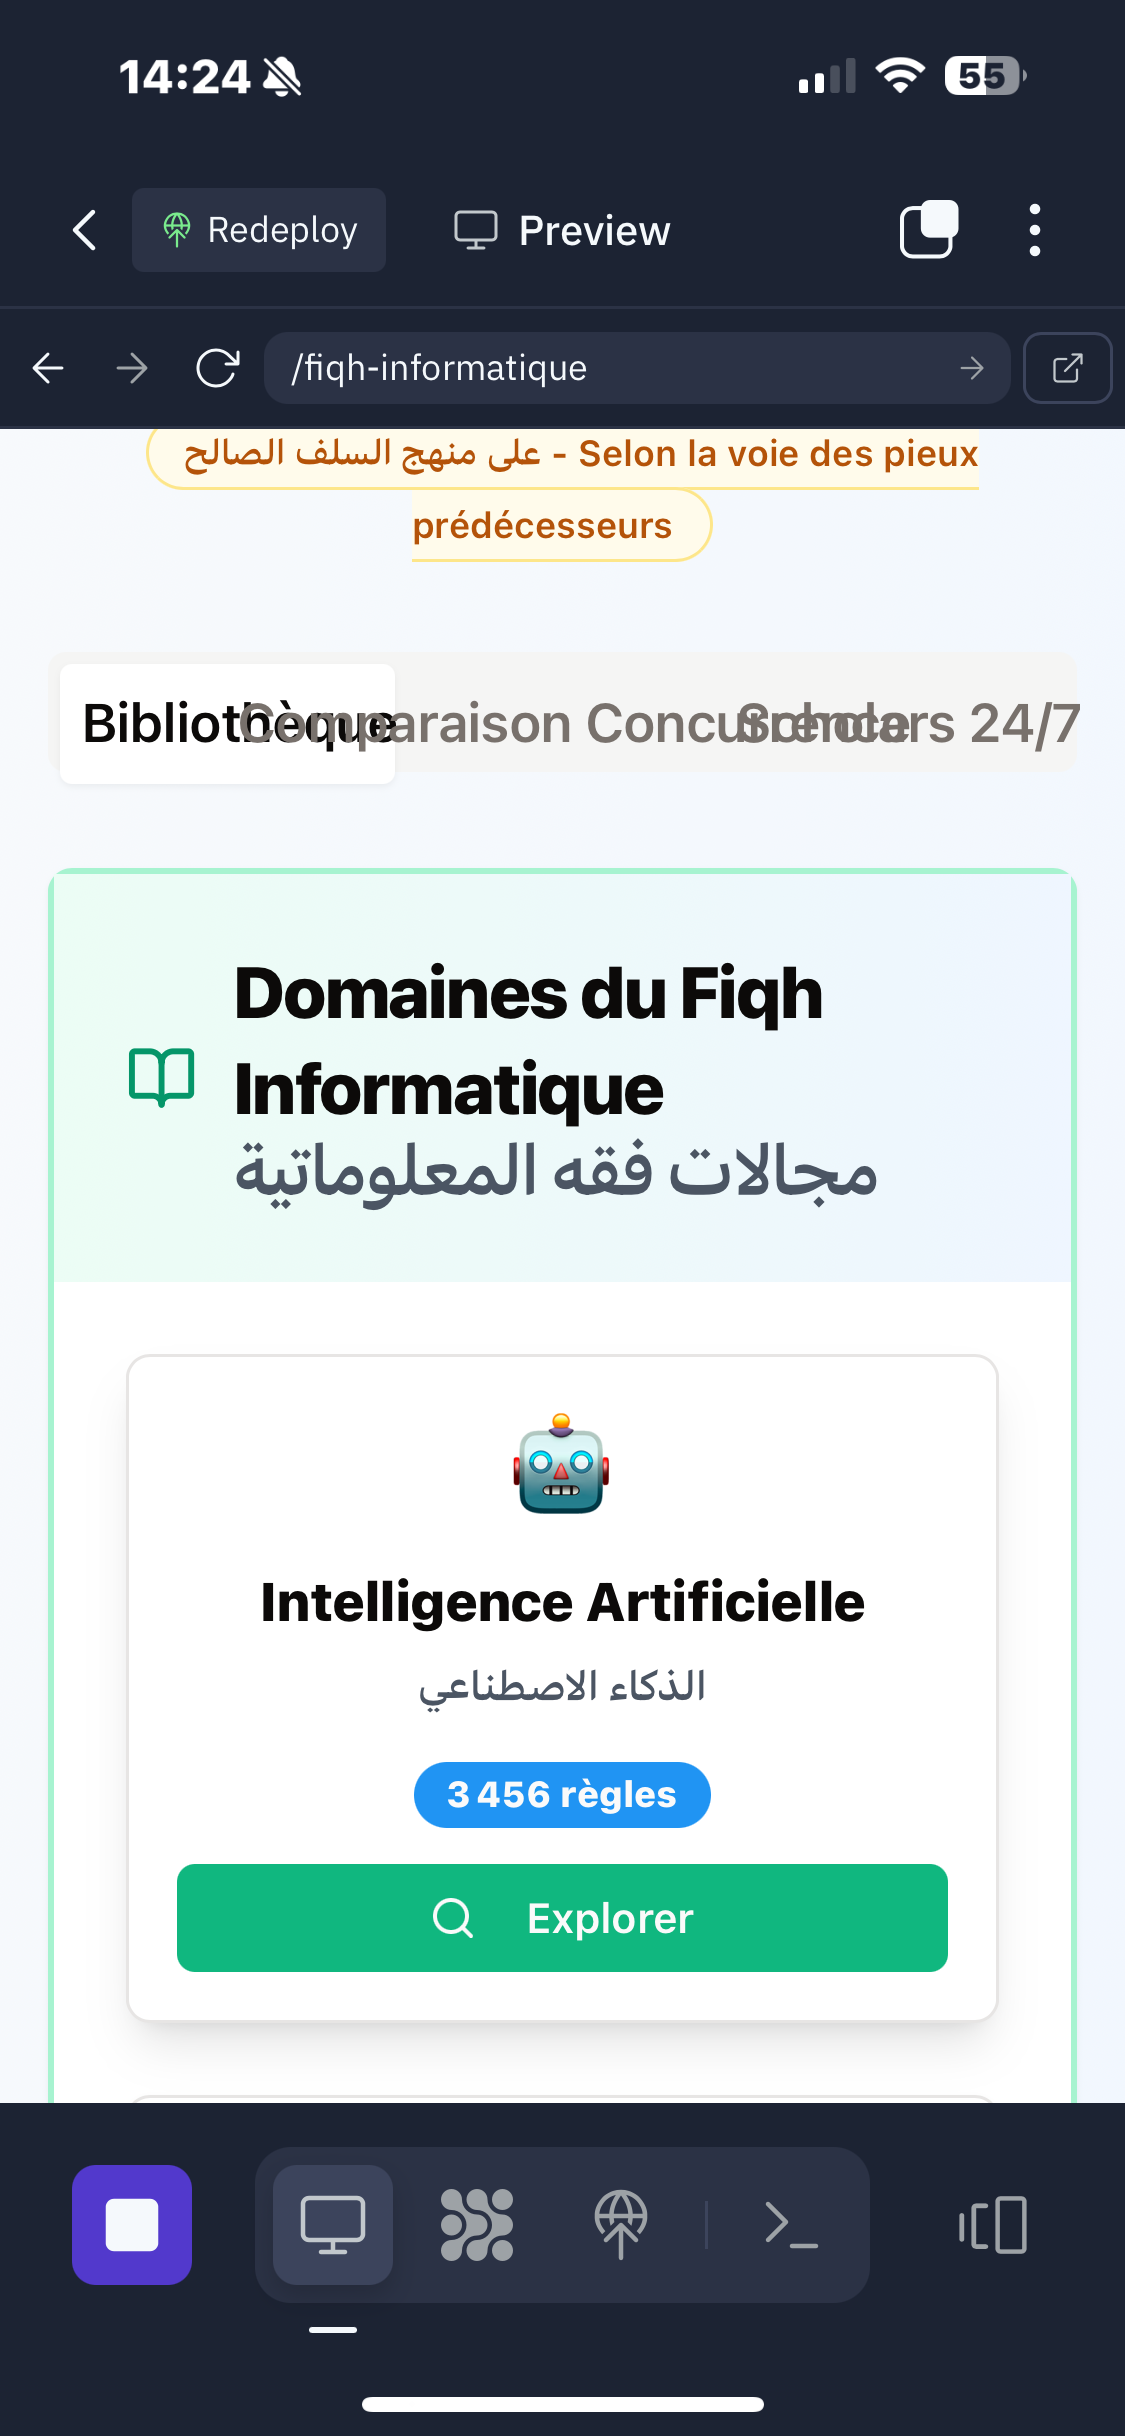 14:24
55
Redeploy
Preview
/fiqh-informatique
على منهج السلف الصالح - Selon la voie des pieux
prédécesseurs
Bibliothèque Comparaison Concurrence Scholars 24/7
Domaines du Fiqh
Informatique
مجالات فقه المعلوماتية
Intelligence Artificielle
الذكاء الاصطناعي
3 456 règles
Explorer